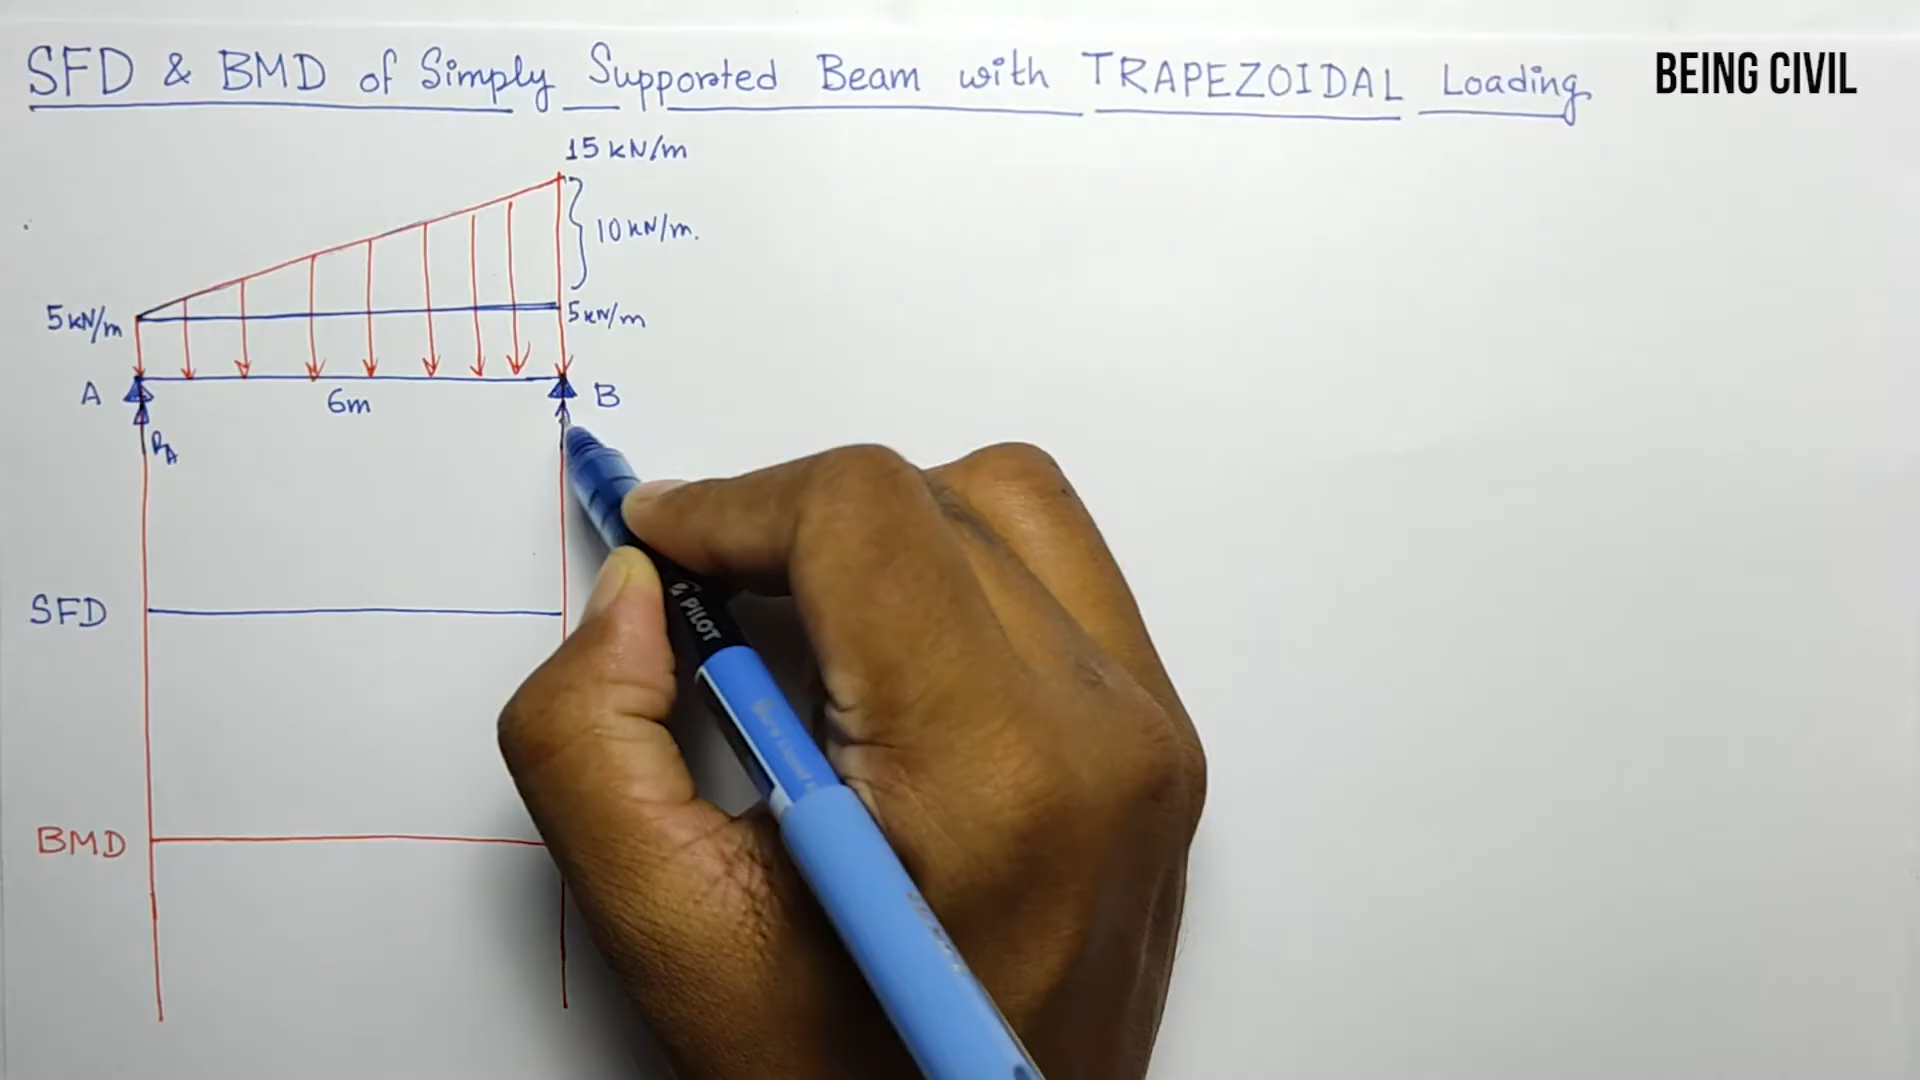 SFD & BMD of Simply Supported Beam with TRAPEZOIDAL Loading
BEING CIVIL
15 kN/m
10 kN/m.
5 kN/m
5 kN/m
A
B
6m
RA
PILOT
SFD
BMD